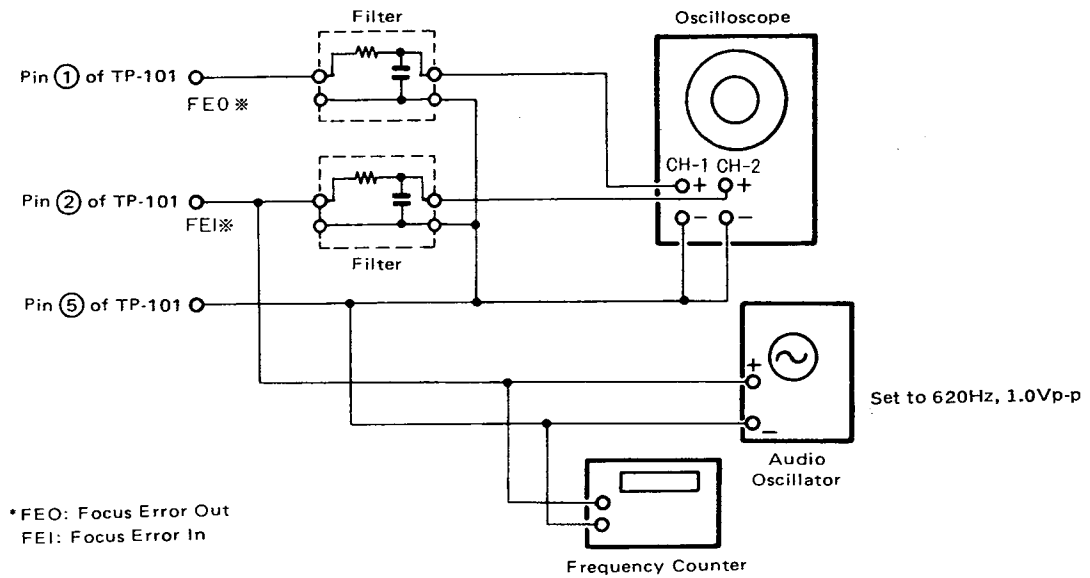 Filter
Oscilloscope
Pin ① of TP-101
FEO※
CH-1 CH-2
+ +
Pin ② of TP-101
FEI※
− −
Filter
Pin ⑤ of TP-101
+
Set to 620Hz, 1.0Vp-p
−
Audio
Oscillator
*FEO: Focus Error Out
FEI: Focus Error In
Frequency Counter